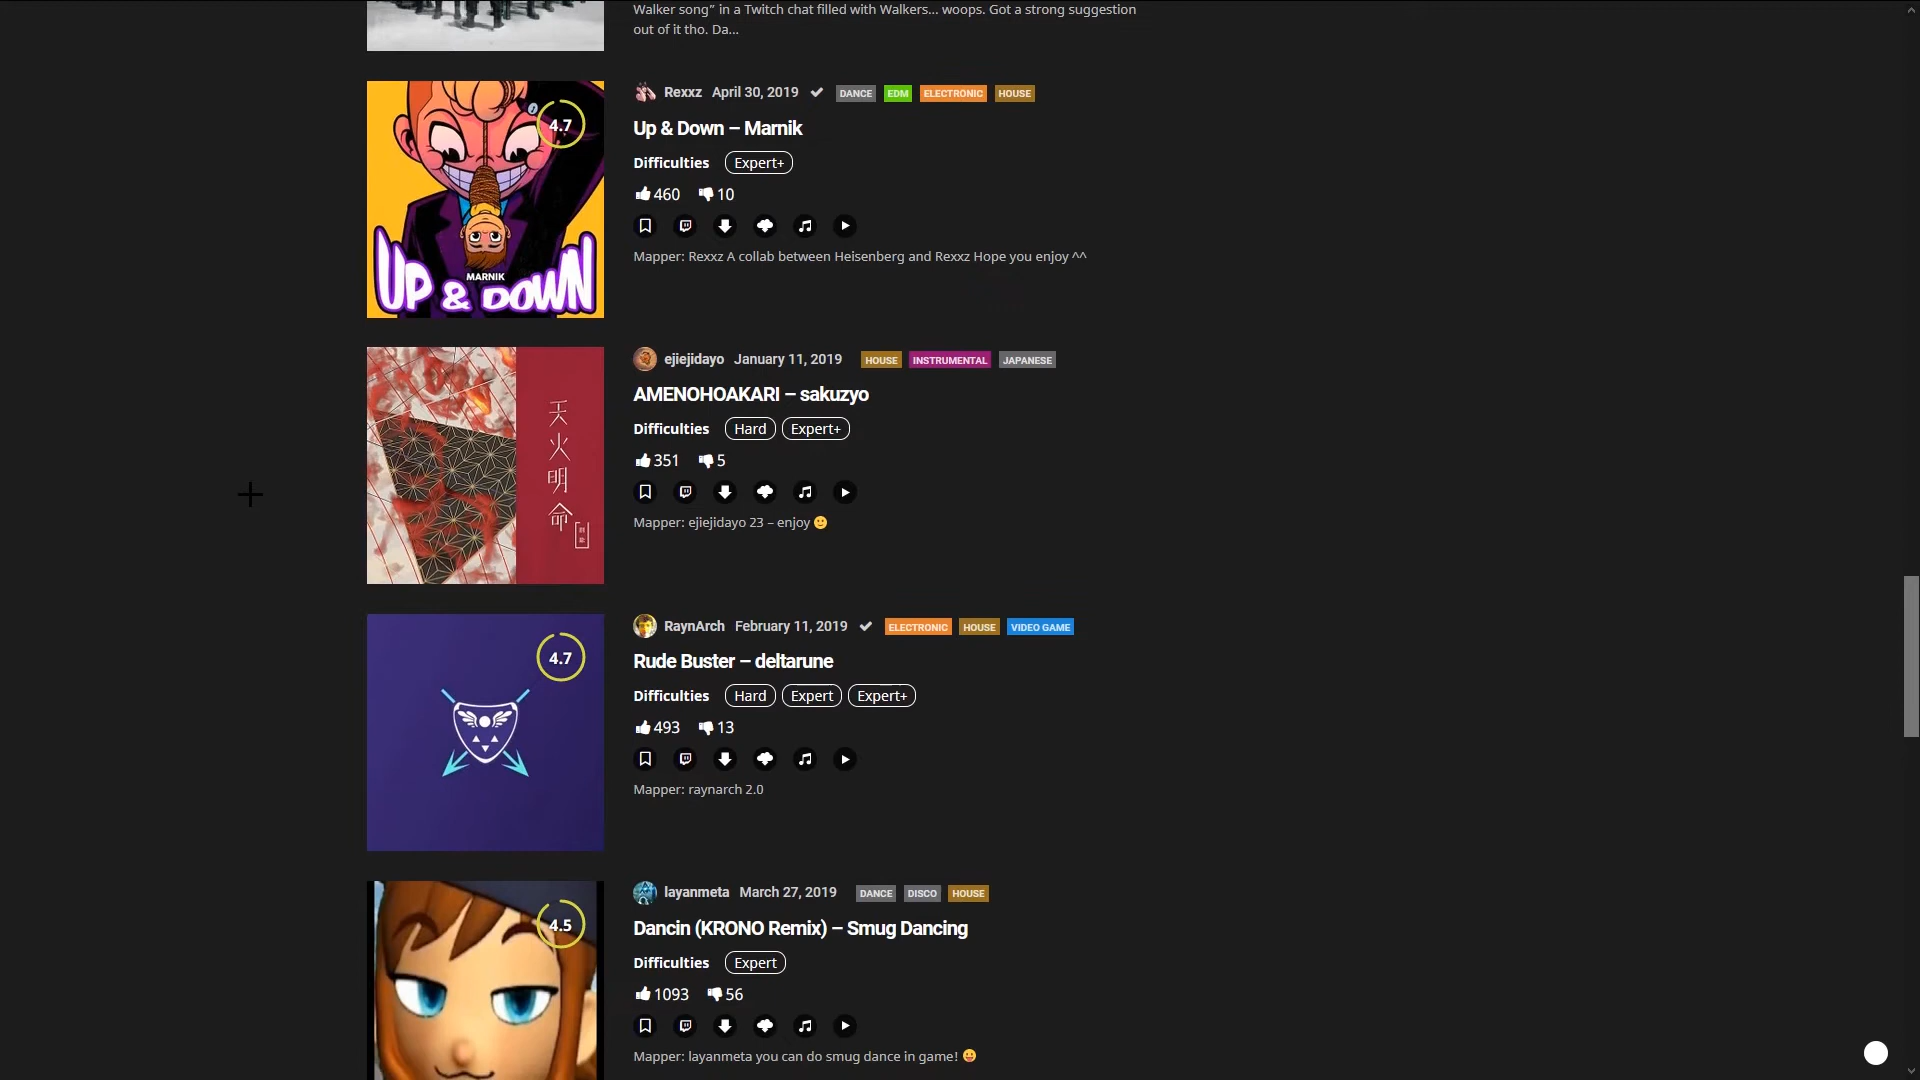 Walker song” in a Twitch chat filled with Walkers... woops. Got a strong suggestion
out of it tho. Da...
4.7
MARNIK
UP & DOWN
Rexxz April 30, 2019 DANCE EDM ELECTRONIC HOUSE
Up & Down – Marnik
Difficulties Expert+
460 10
Mapper: Rexxz A collab between Heisenberg and Rexxz Hope you enjoy ^^
天火明命
ejiejidayo January 11, 2019 HOUSE INSTRUMENTAL JAPANESE
AMENOHOAKARI – sakuzyo
Difficulties Hard Expert+
351 5
Mapper: ejiejidayo 23 – enjoy 🙂
4.7
RaynArch February 11, 2019 ELECTRONIC HOUSE VIDEO GAME
Rude Buster – deltarune
Difficulties Hard Expert Expert+
493 13
Mapper: raynarch 2.0
4.5
layanmeta March 27, 2019 DANCE DISCO HOUSE
Dancin (KRONO Remix) – Smug Dancing
Difficulties Expert
1093 56
Mapper: layanmeta you can do smug dance in game! 😛